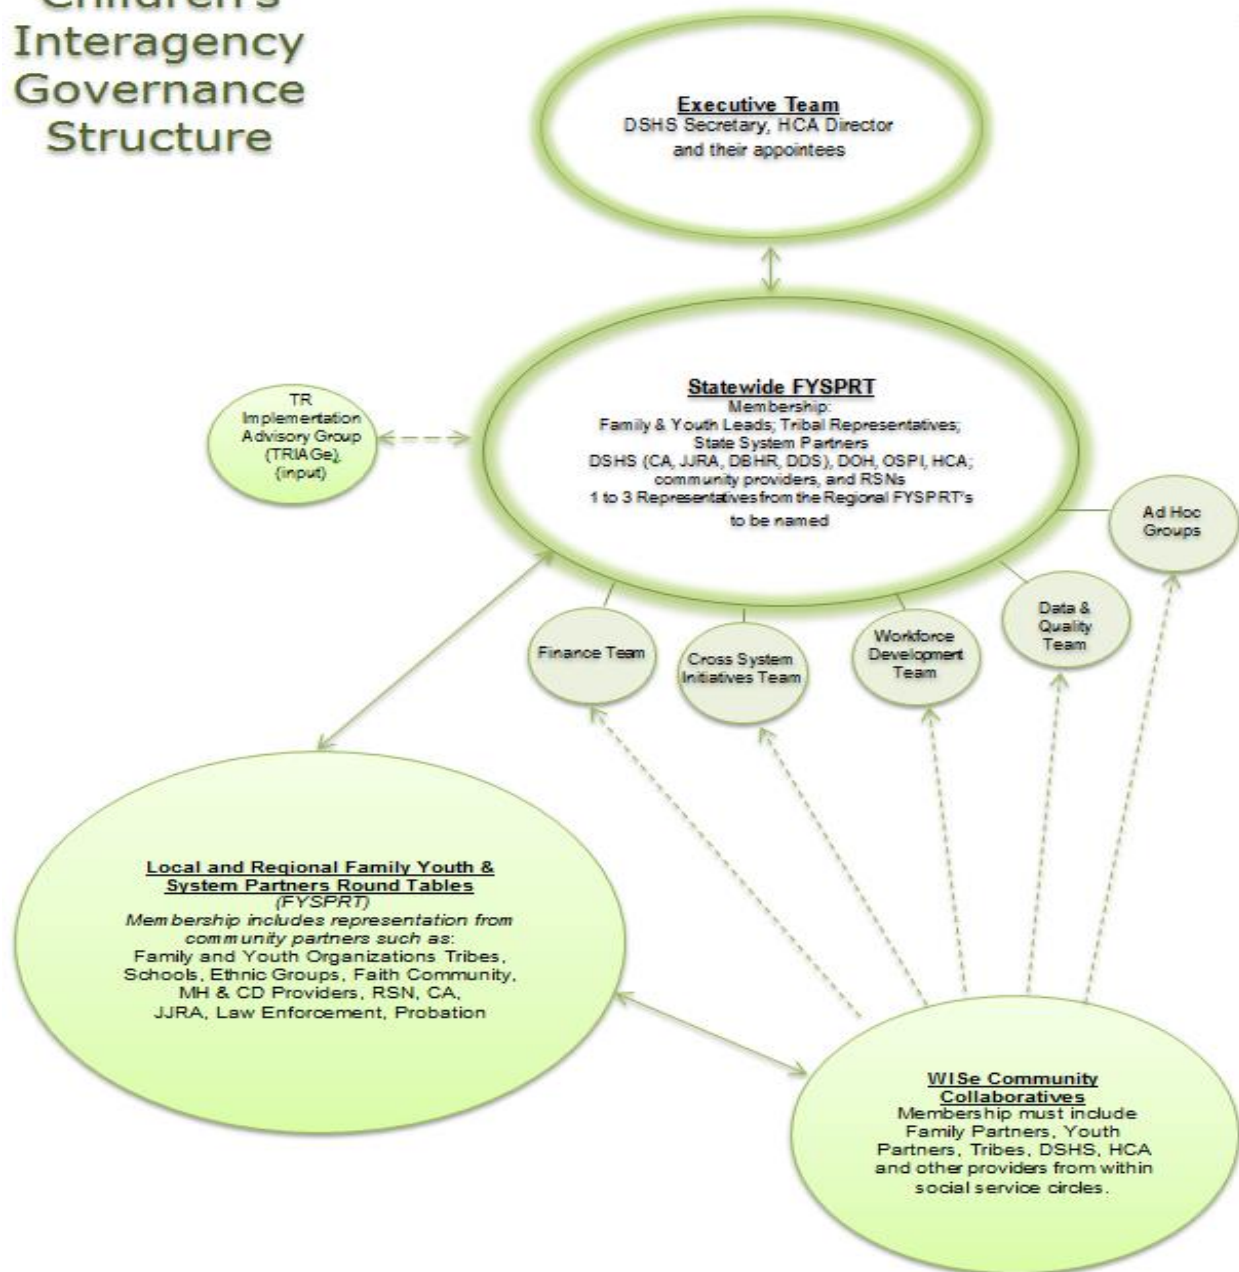 Children's
Interagency
Governance
Structure
Executive Team
DSHS Secretary, HCA Director
and their appointees
Statewide FYSPRT
Membership:
Family & Youth Leads; Tribal Representatives;
State System Partners
DSHS (CA, JJRA, DBHR, DDS), DOH, OSPI, HCA;
community providers, and RSNs
1 to 3 Representatives from the Regional FYSPRT's
to be named
TR
Implementation
Advisory Group
(TRIAGe)
(input)
Ad Hoc
Groups
Data &
Quality
Team
Workforce
Development
Team
Cross System
Initiatives Team
Finance Team
Local and Regional Family Youth &
System Partners Round Tables
(FYSPRT)
Membership includes representation from
community partners such as:
Family and Youth Organizations Tribes,
Schools, Ethnic Groups, Faith Community,
MH & CD Providers, RSN, CA,
JJRA, Law Enforcement, Probation
WISe Community
Collaboratives
Membership must include
Family Partners, Youth
Partners, Tribes, DSHS, HCA
and other providers from within
social service circles.